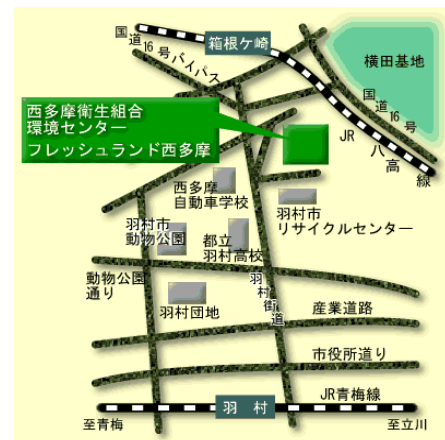 国道16号バイパス
箱根ケ崎
横田基地
国道16号
JR八高線
西多摩衛生組合
環境センター
フレッシュランド西多摩
西多摩
自動車学校
羽村市
リサイクルセンター
羽村市
動物公園
都立
羽村高校
動物公園
通り
羽村街道
羽村団地
産業道路
市役所通り
JR青梅線
羽村
至青梅
至立川